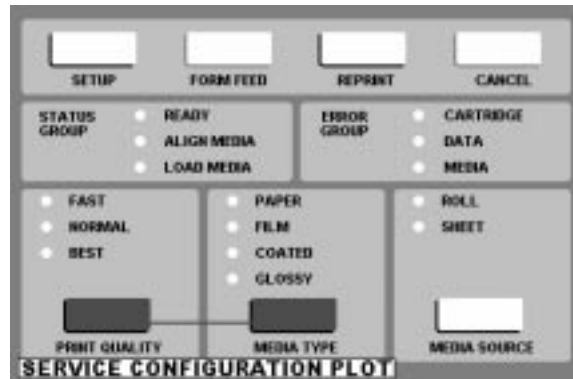 SETUP FORM FEED REPRINT CANCEL
STATUS GROUP
READY
ALIGN MEDIA
LOAD MEDIA
ERROR GROUP
CARTRIDGE
DATA
MEDIA
FAST
NORMAL
BEST
PAPER
FILM
COATED
GLOSSY
ROLL
SHEET
PRINT QUALITY MEDIA TYPE MEDIA SOURCE
SERVICE CONFIGURATION PLOT